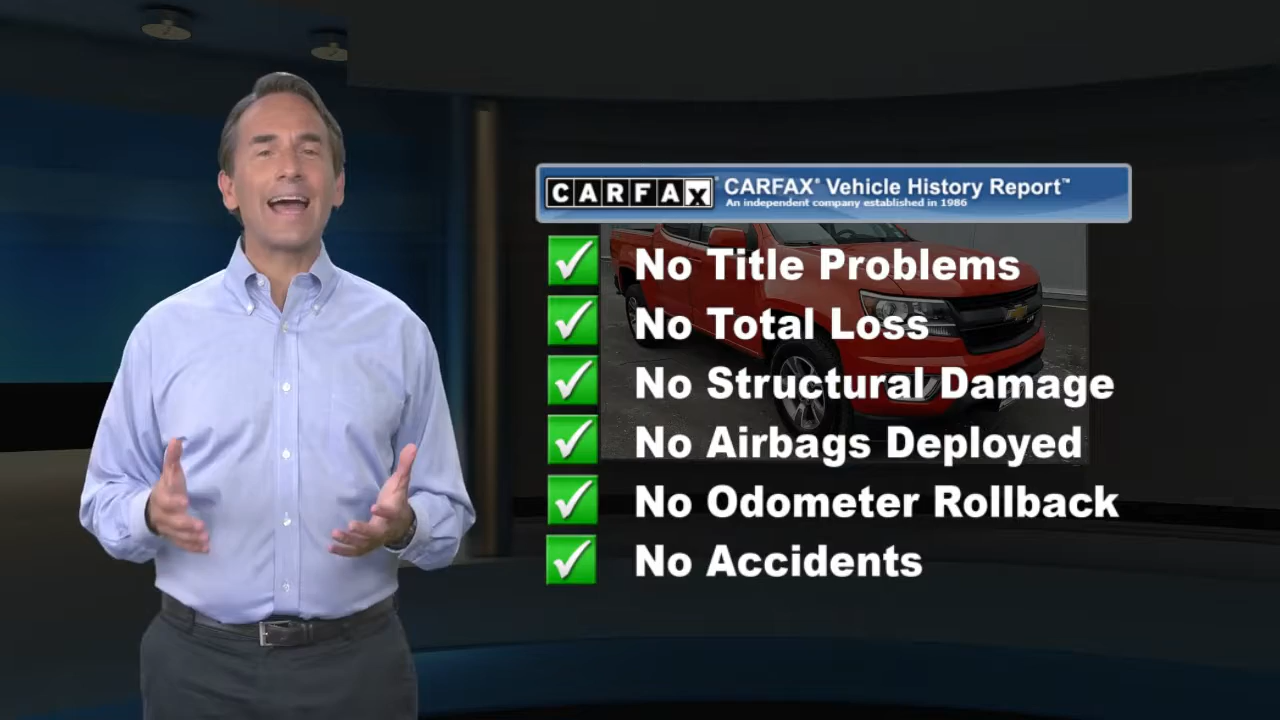 CARFAX® CARFAX® Vehicle History Report™
An independent company established in 1986
No Title Problems
No Total Loss
No Structural Damage
No Airbags Deployed
No Odometer Rollback
No Accidents